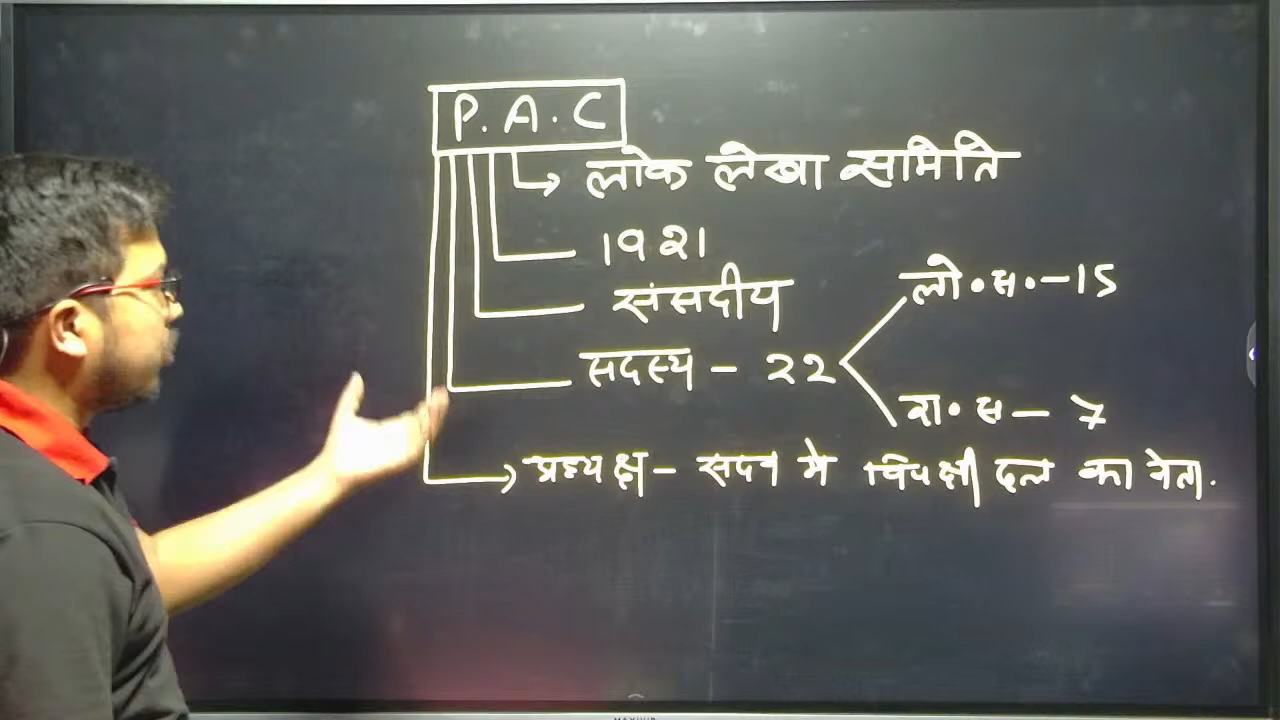 P.A.C
लोक लेखा समिति
1921
संसदीय
सदस्य - 22
लो.स.-15
रा.स - 7
अध्यक्ष - सदन मे विपक्षी दल का नेता.